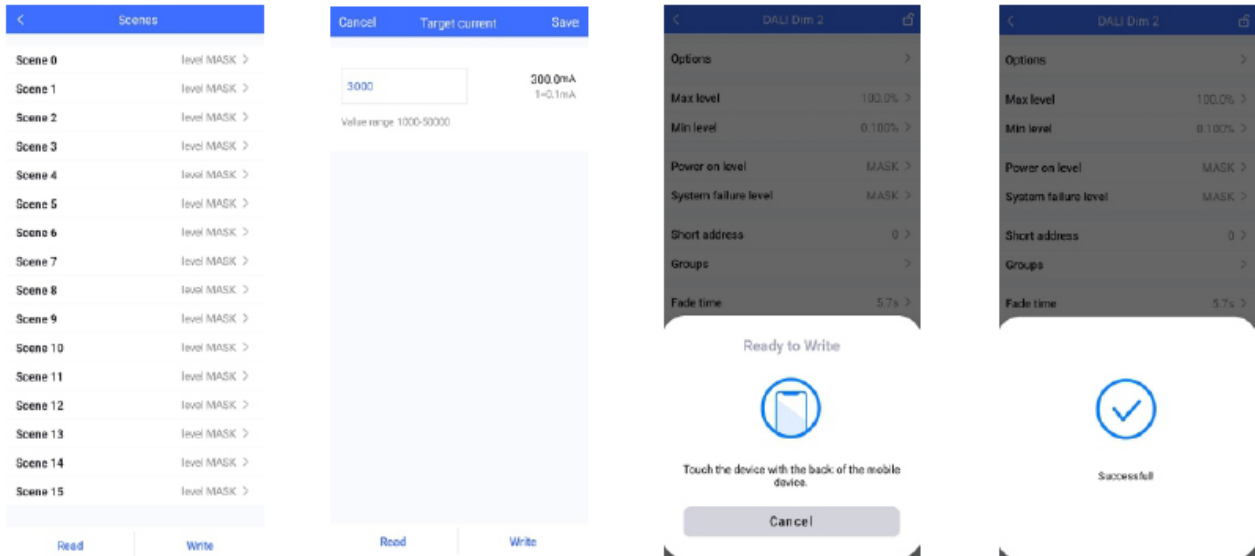 Scenes
Scene 0 level MASK
Scene 1 level MASK
Scene 2 level MASK
Scene 3 level MASK
Scene 4 level MASK
Scene 5 level MASK
Scene 6 level MASK
Scene 7 level MASK
Scene 8 level MASK
Scene 9 level MASK
Scene 10 level MASK
Scene 11 level MASK
Scene 12 level MASK
Scene 13 level MASK
Scene 14 level MASK
Scene 15 level MASK
Read Write
Cancel Target current Save
3000 300.0mA
1=0.1mA
Value range 1000-50000
Read Write
DALI Dim 2
Options
Max level 100.0%
Min level 0.100%
Power on level MASK
System failure level MASK
Short address 0
Groups
Fade time 5.7s
Ready to Write
Touch the device with the back of the mobile
device.
Cancel
DALI Dim 2
Options
Max level 100.0%
Min level 0.100%
Power on level MASK
System failure level MASK
Short address 0
Groups
Fade time 5.7s
Successfull